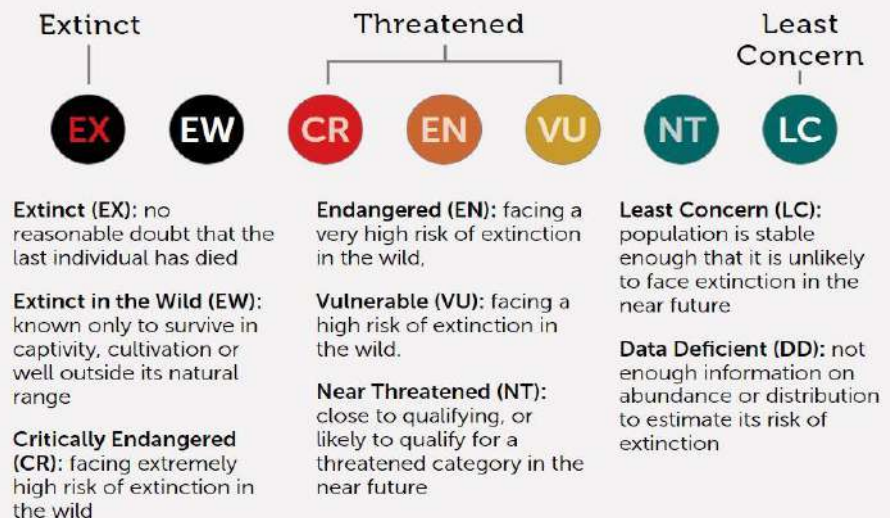 Extinct
Threatened
Least
Concern
EX
EW
CR
EN
VU
NT
LC
Extinct (EX): no
reasonable doubt that the
last individual has died
Extinct in the Wild (EW):
known only to survive in
captivity, cultivation or
well outside its natural
range
Critically Endangered
(CR): facing extremely
high risk of extinction in
the wild
Endangered (EN): facing a
very high risk of extinction
in the wild,
Vulnerable (VU): facing a
high risk of extinction in
the wild.
Near Threatened (NT):
close to qualifying, or
likely to qualify for a
threatened category in the
near future
Least Concern (LC):
population is stable
enough that it is unlikely
to face extinction in the
near future
Data Deficient (DD): not
enough information on
abundance or distribution
to estimate its risk of
extinction